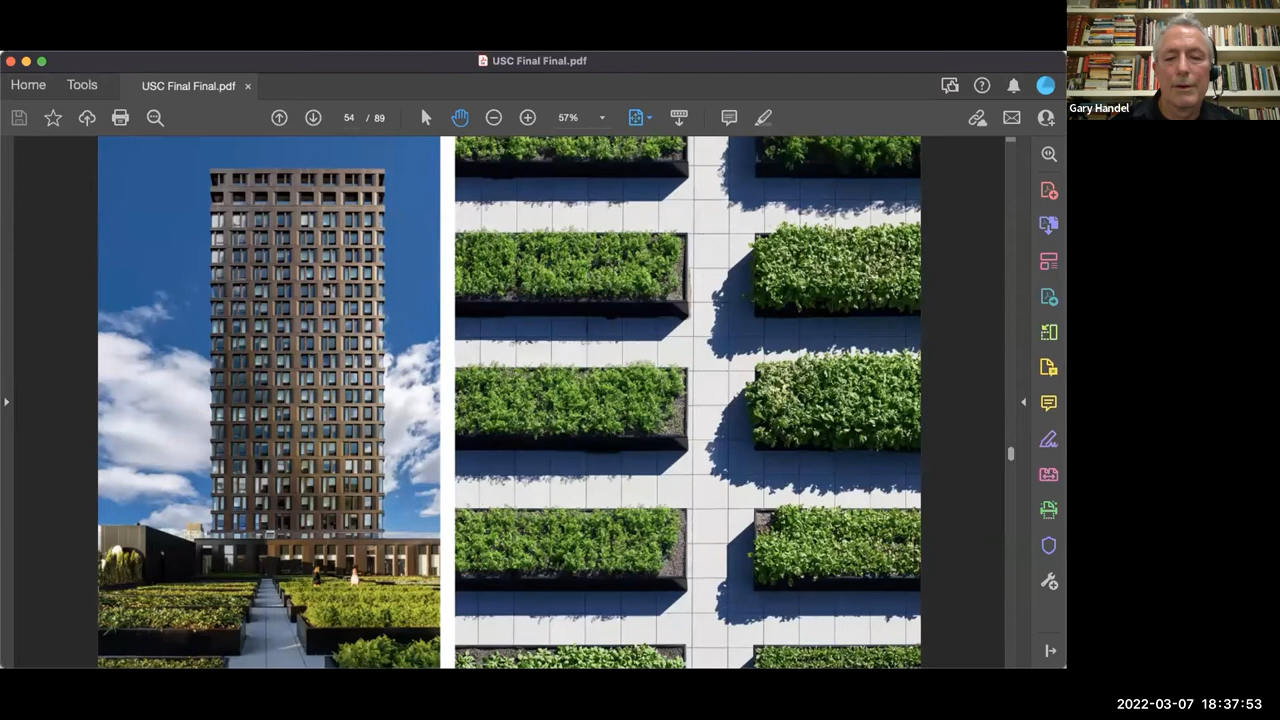 USC Final Final.pdf
Home Tools USC Final Final.pdf ×
54 / 89 57%
Gary Handel
2022-03-07 18:37:53